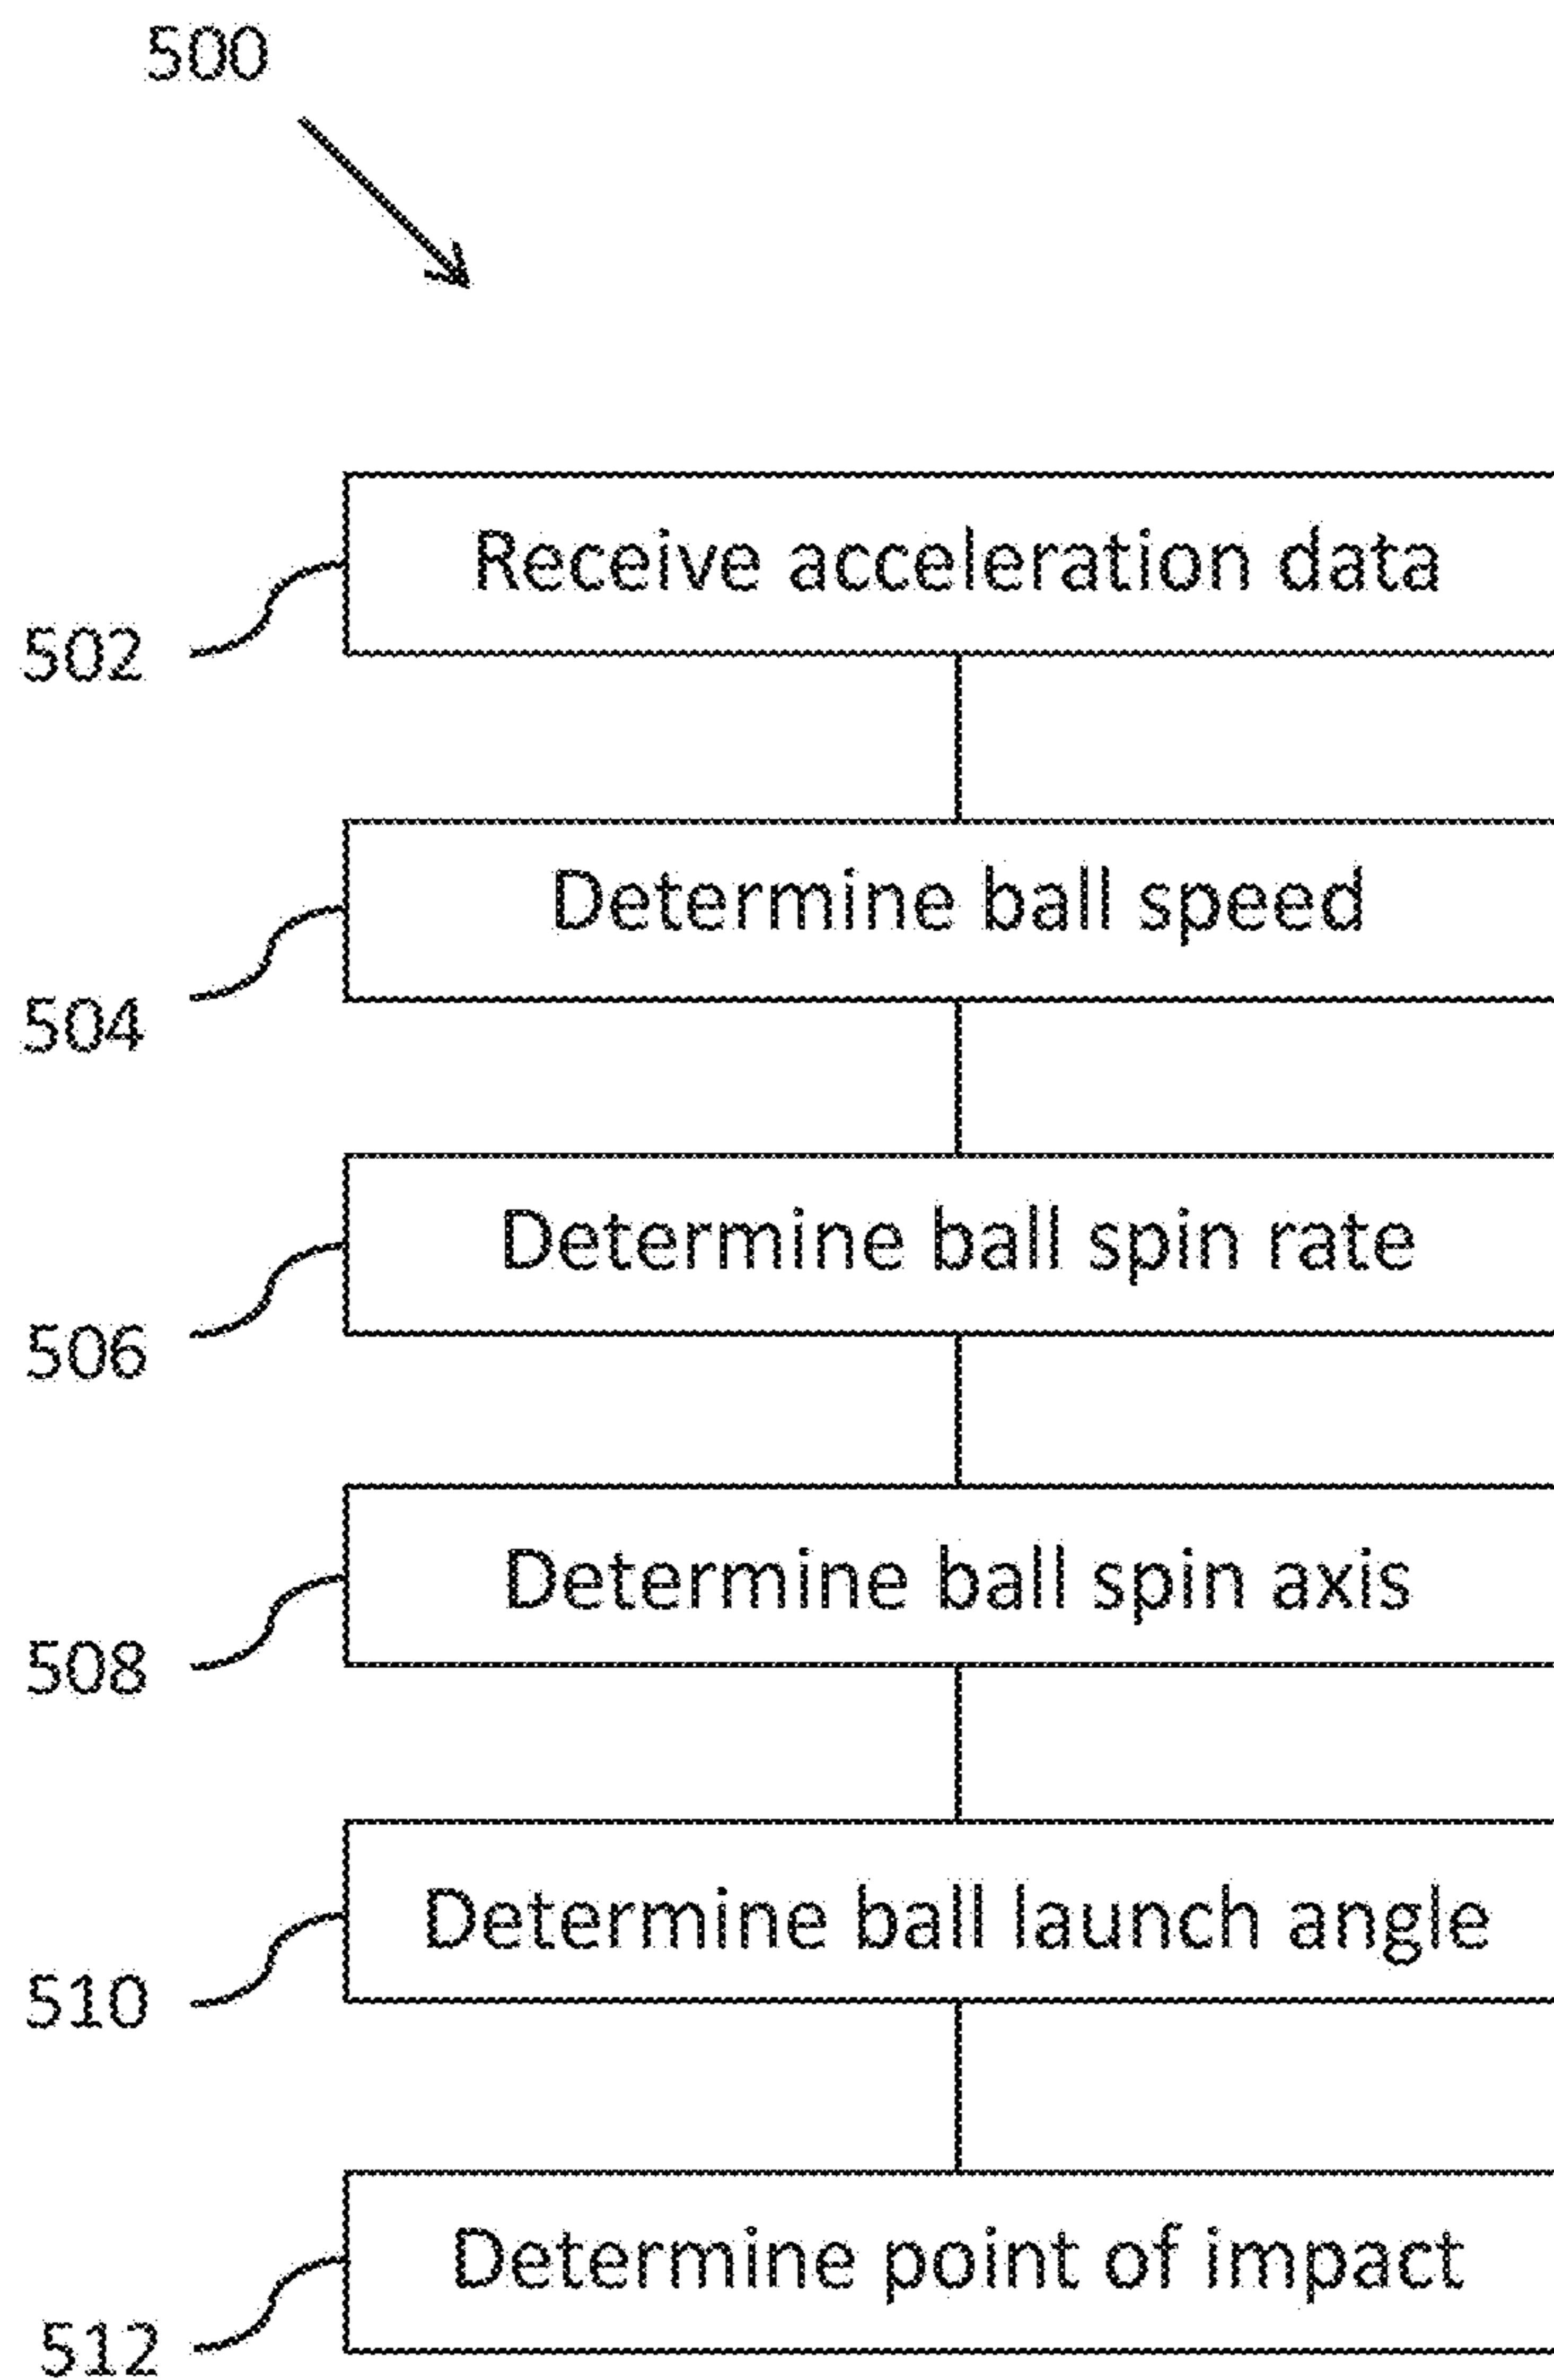 500
Receive acceleration data
502
Determine ball speed
504
Determine ball spin rate
506
Determine ball spin axis
508
Determine ball launch angle
510
Determine point of impact
512